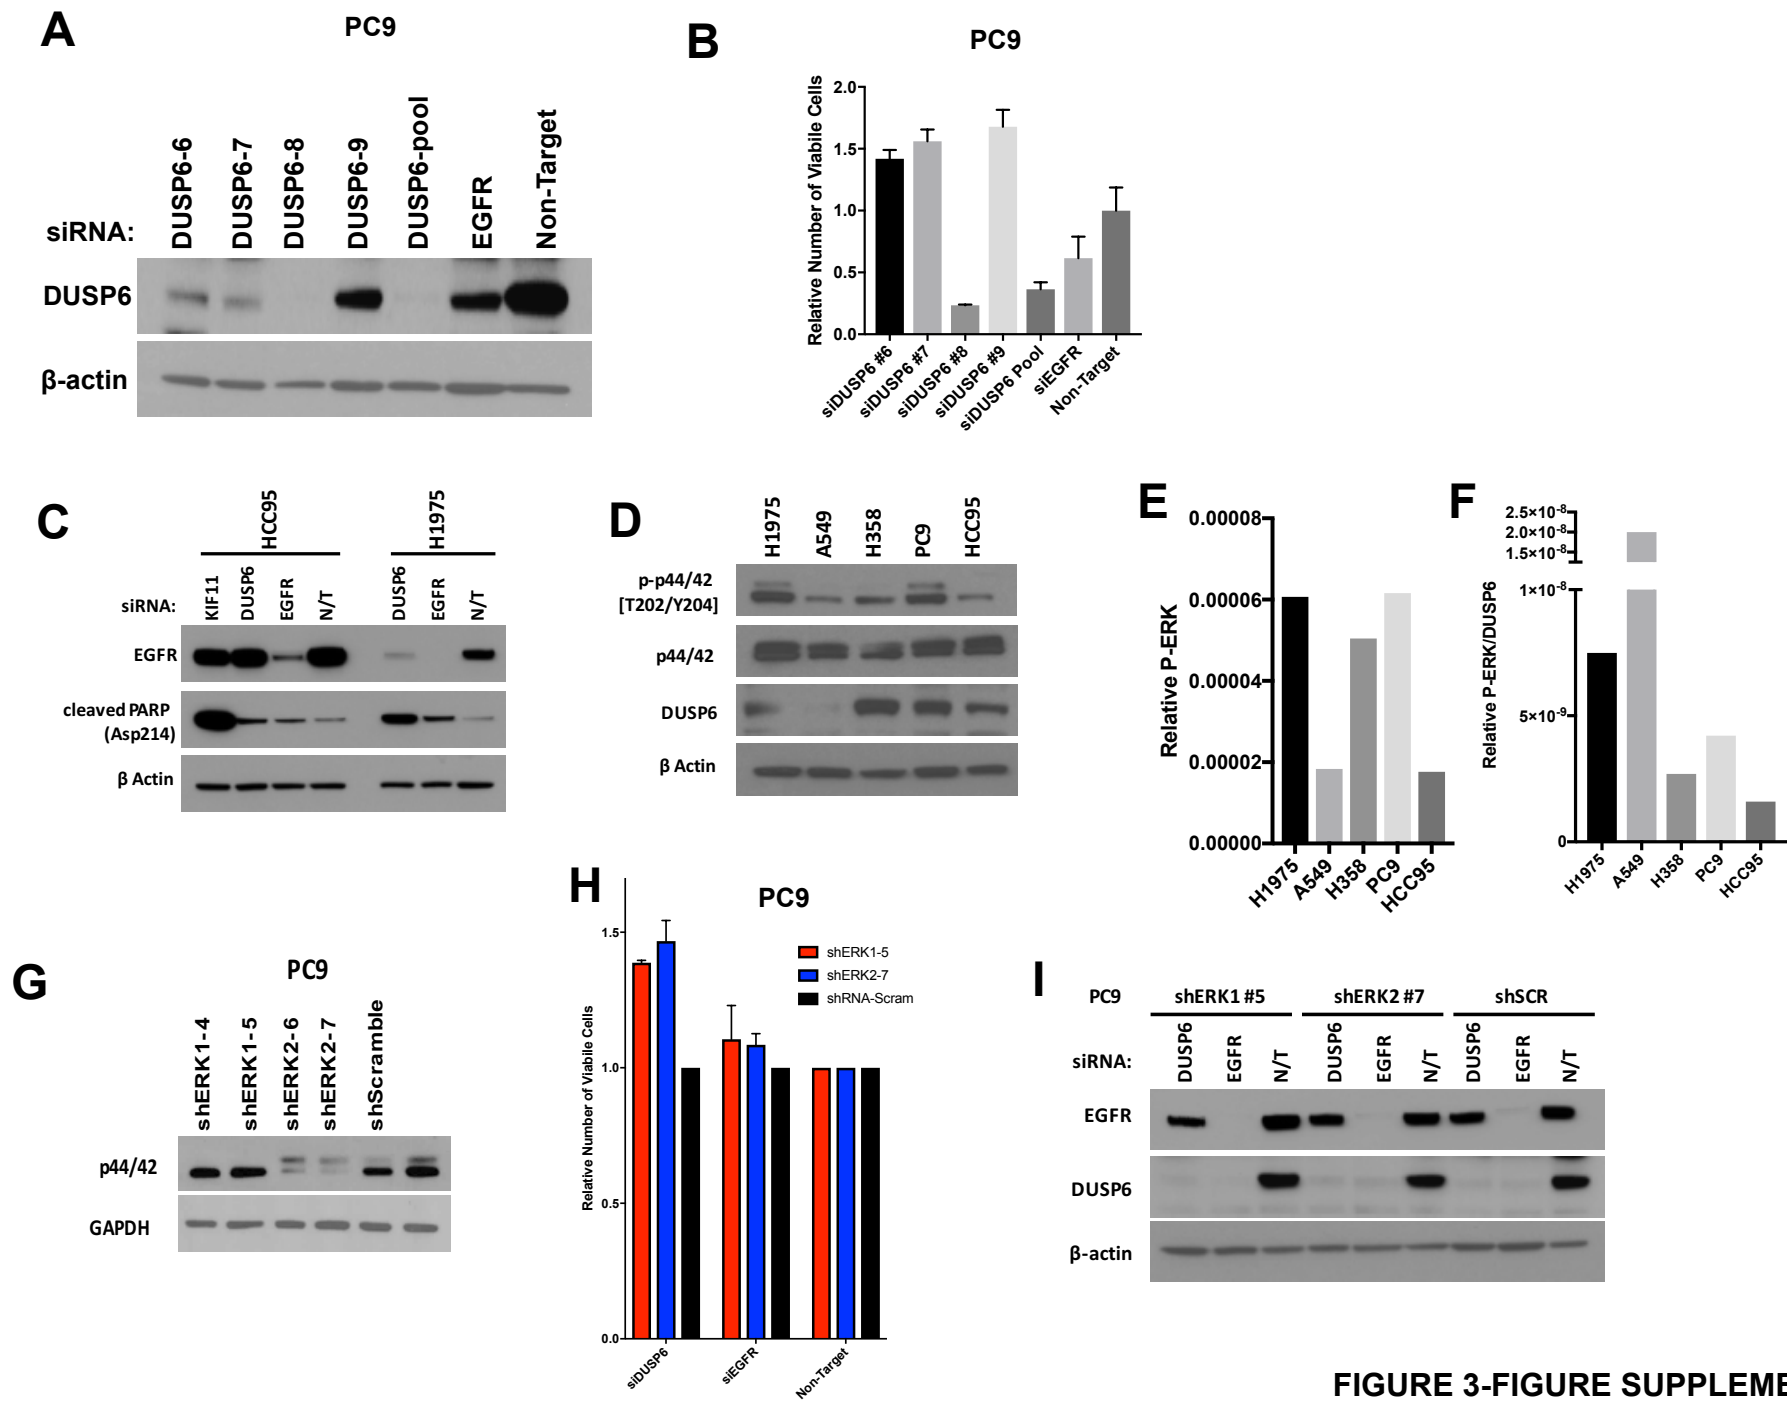 A
PC9
siRNA:
DUSP6-6
DUSP6-7
DUSP6-8
DUSP6-9
DUSP6-pool
EGFR
Non-Target
DUSP6
β-actin
B
PC9
Relative Number of Viabile Cells
2.0
1.5
1.0
0.5
0.0
siDUSP6 #6
siDUSP6 #7
siDUSP6 #8
siDUSP6 #9
siDUSP6 Pool
siEGFR
Non-Target
C
HCC95
H1975
siRNA:
KIF11
DUSP6
EGFR
N/T
DUSP6
EGFR
N/T
EGFR
cleaved PARP
(Asp214)
β Actin
D
H1975
A549
H358
PC9
HCC95
p-p44/42
[T202/Y204]
p44/42
DUSP6
β Actin
E
Relative P-ERK
0.00008
0.00006
0.00004
0.00002
0.00000
H1975
A549
H358
PC9
HCC95
F
Relative P-ERK/DUSP6
2.5×10-8
2.0×10-8
1.5×10-8
1×10-8
5×10-9
0
H1975
A549
H358
PC9
HCC95
G
PC9
shERK1-4
shERK1-5
shERK2-6
shERK2-7
shScramble
p44/42
GAPDH
H
PC9
Relative Number of Viabile Cells
1.5
1.0
0.5
0.0
shERK1-5
shERK2-7
shRNA-Scram
siDUSP6
siEGFR
Non-Target
I
PC9
shERK1 #5
shERK2 #7
shSCR
siRNA:
DUSP6
EGFR
N/T
DUSP6
EGFR
N/T
DUSP6
EGFR
N/T
EGFR
DUSP6
β-actin
FIGURE 3-FIGURE SUPPLEME